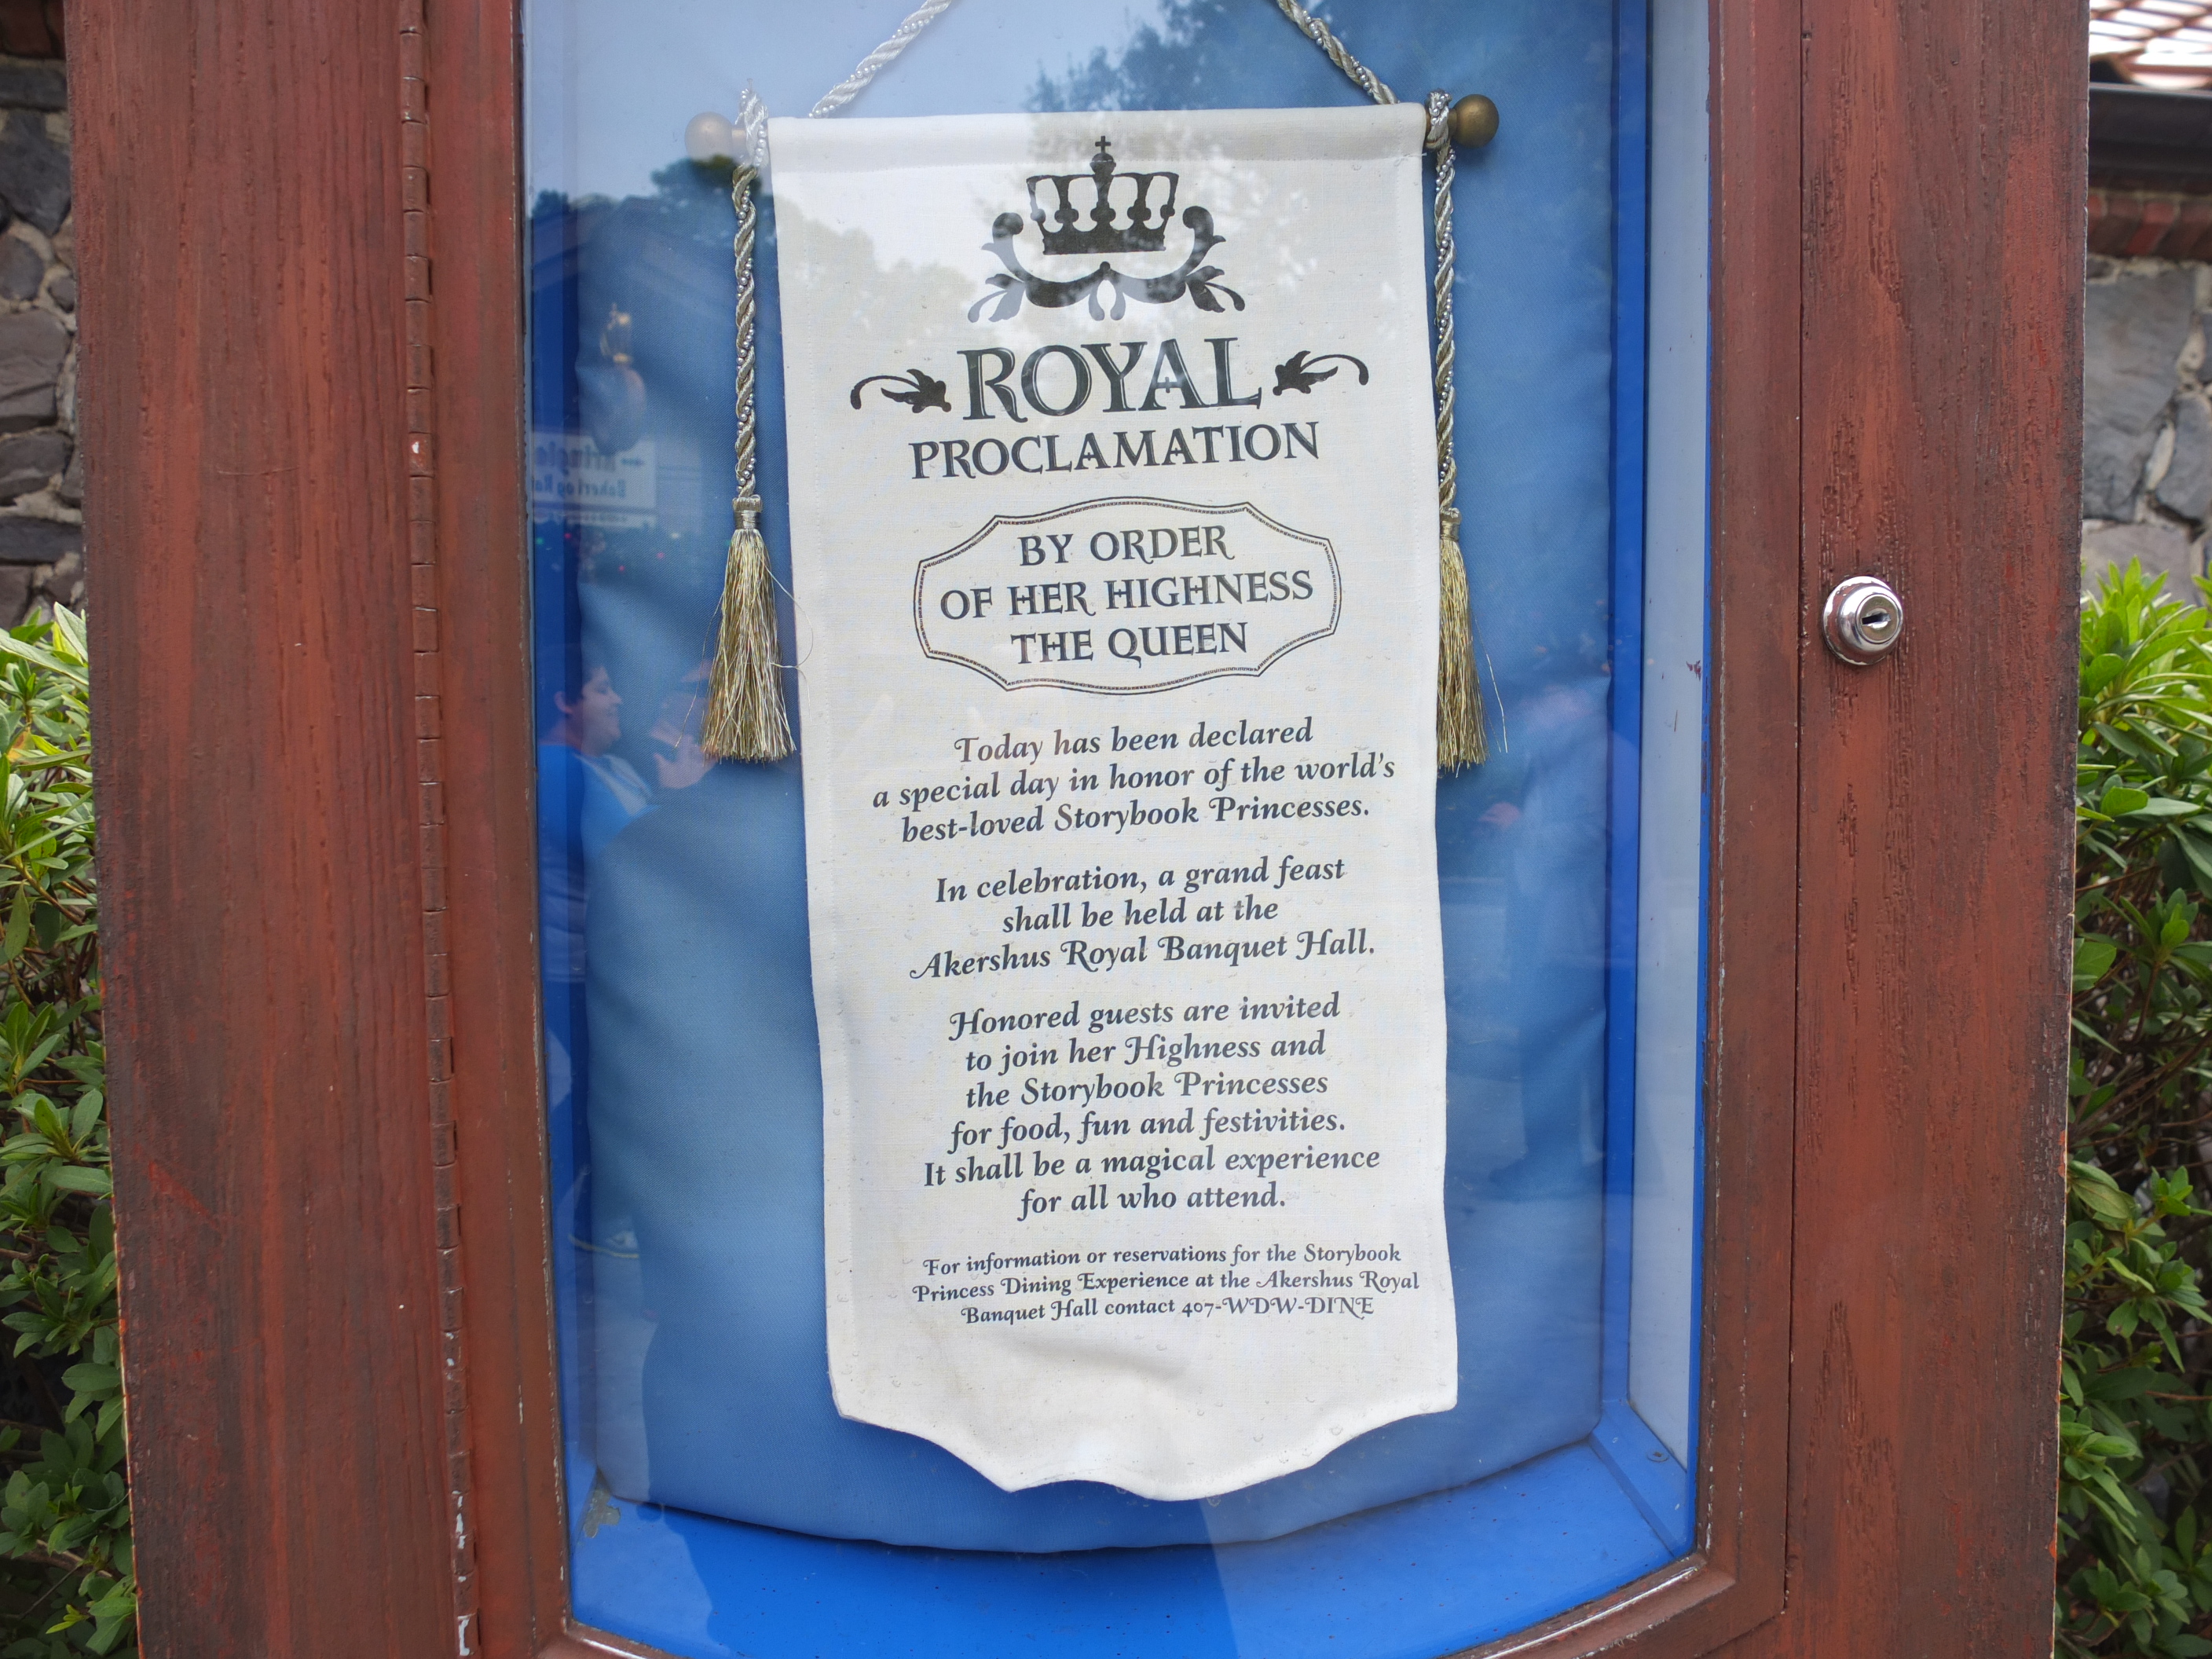 ROYAL
PROCLAMATION
BY ORDER
OF HER HIGHNESS
THE QUEEN
Today has been declared
a special day in honor of the world's
best-loved Storybook Princesses.
In celebration, a grand feast
shall be held at the
Akershus Royal Banquet Hall.
Honored guests are invited
to join her Highness and
the Storybook Princesses
for food, fun and festivities.
It shall be a magical experience
for all who attend.
For information or reservations for the Storybook
Princess Dining Experience at the Akershus Royal
Banquet Hall contact 407-WDW-DINE